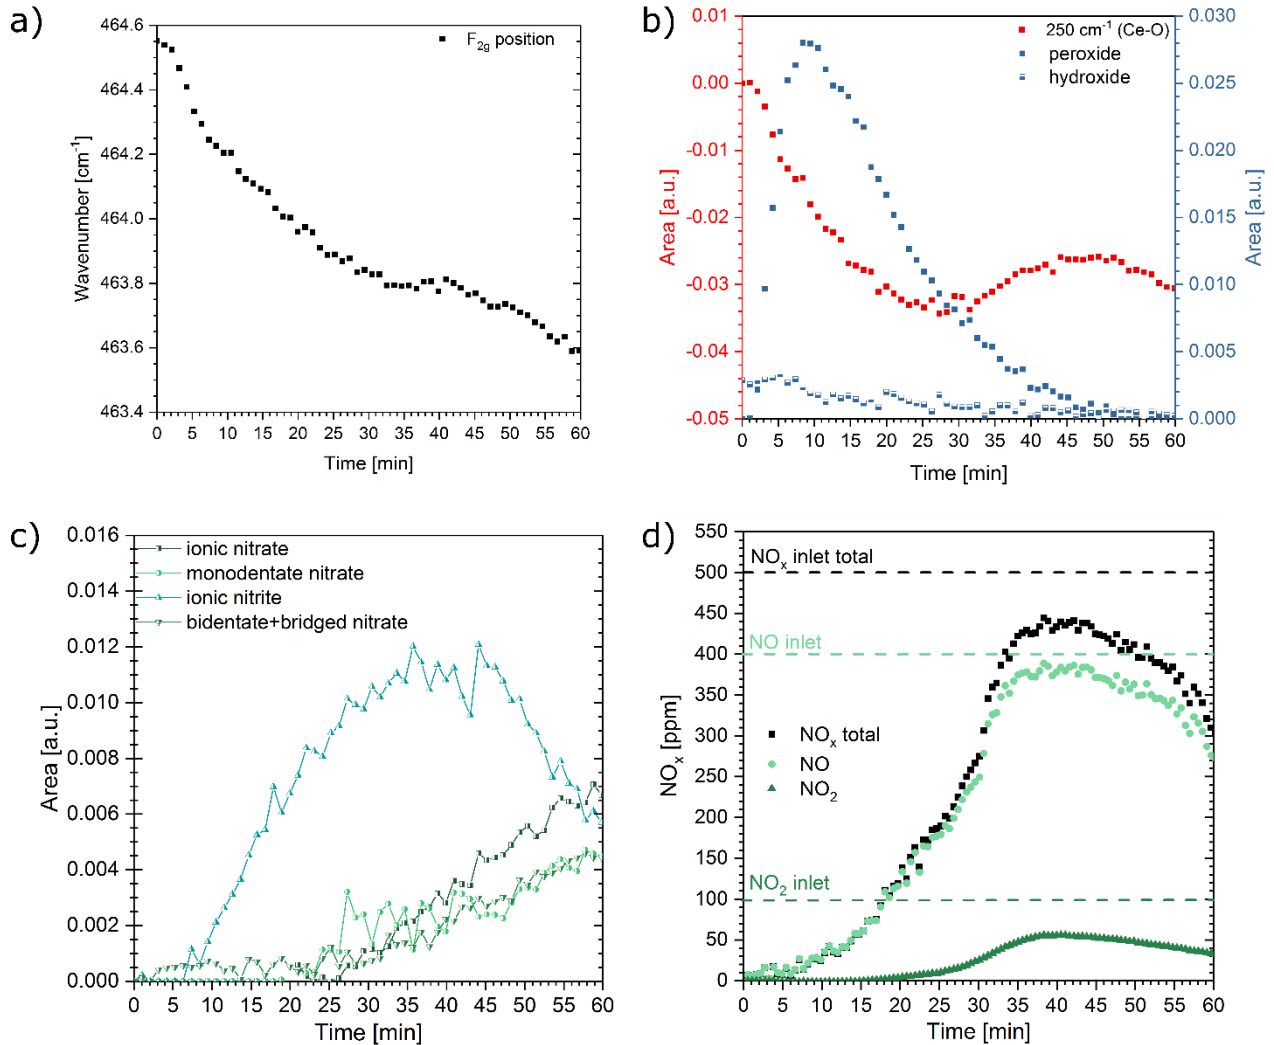 a)
F2g position
Wavenumber [cm-1]
464.6
464.4
464.2
464.0
463.8
463.6
463.4
0 5 10 15 20 25 30 35 40 45 50 55 60
Time [min]
b)
250 cm-1 (Ce-O)
peroxide
hydroxide
Area [a.u.]
0.01
0.00
-0.01
-0.02
-0.03
-0.04
-0.05
0.030
0.025
0.020
0.015
0.010
0.005
0.000
Area [a.u.]
0 5 10 15 20 25 30 35 40 45 50 55 60
Time [min]
c)
ionic nitrate
monodentate nitrate
ionic nitrite
bidentate+bridged nitrate
Area [a.u.]
0.016
0.014
0.012
0.010
0.008
0.006
0.004
0.002
0.000
0 5 10 15 20 25 30 35 40 45 50 55 60
Time [min]
d)
NOx inlet total
NO inlet
NOx total
NO
NO2
NO2 inlet
NOx [ppm]
550
500
450
400
350
300
250
200
150
100
50
0
0 5 10 15 20 25 30 35 40 45 50 55 60
Time [min]